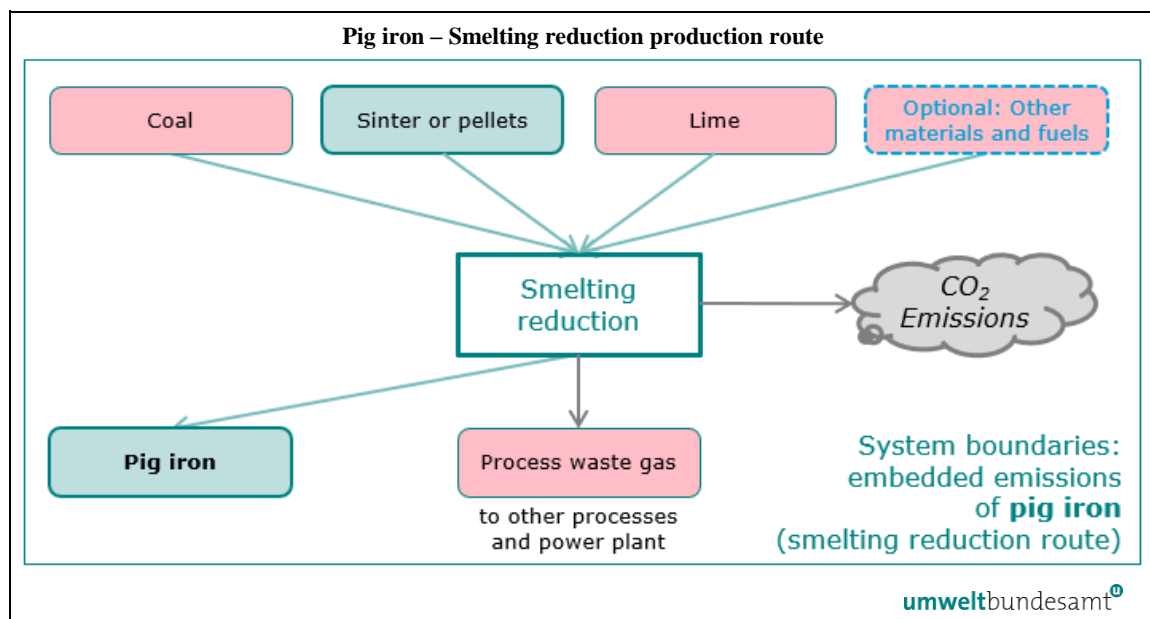 Pig iron – Smelting reduction production route
Coal
Sinter or pellets
Lime
Optional: Other
materials and fuels
Smelting
reduction
CO₂
Emissions
Pig iron
Process waste gas
to other processes
and power plant
System boundaries:
embedded emissions
of pig iron
(smelting reduction route)
umweltbundesamt🅤